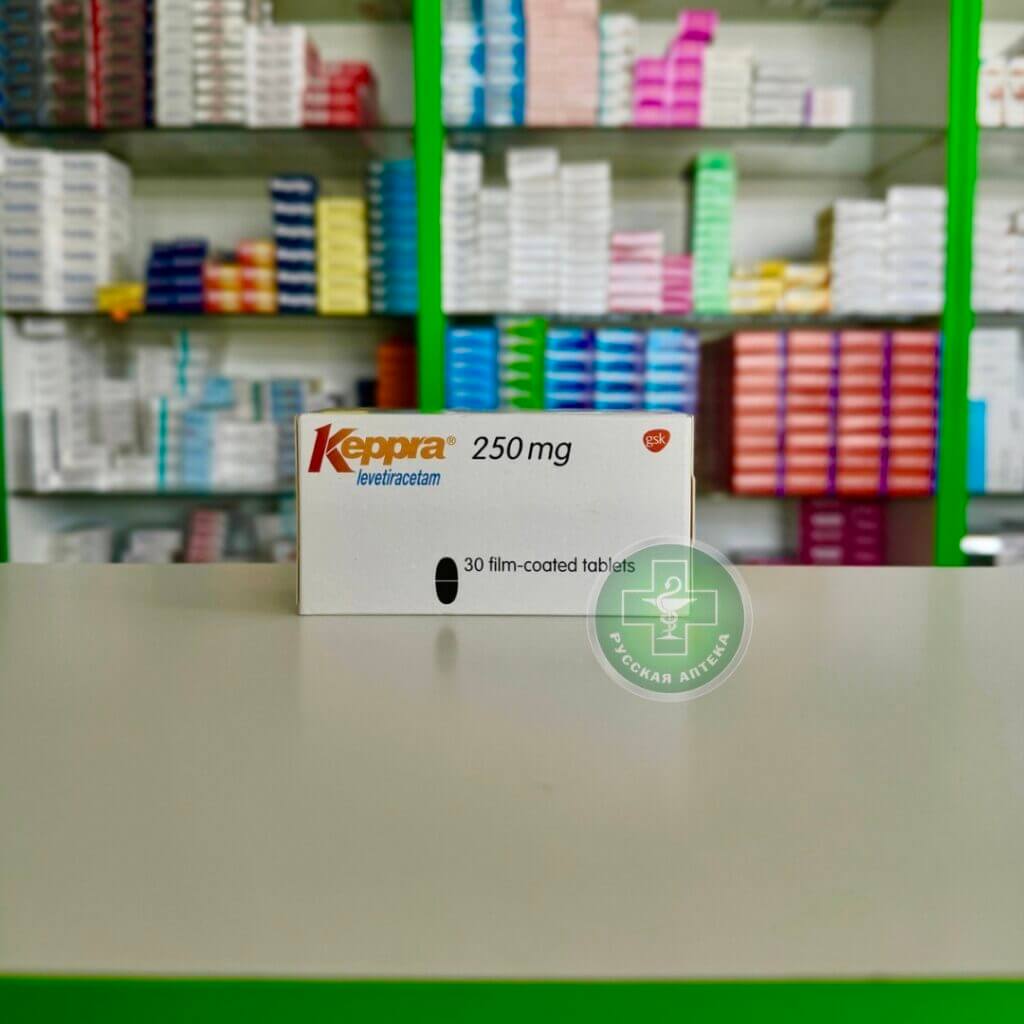 Keppra® 250 mg
gsk
levetiracetam
30 film-coated tablets
РУССКАЯ АПТЕКА